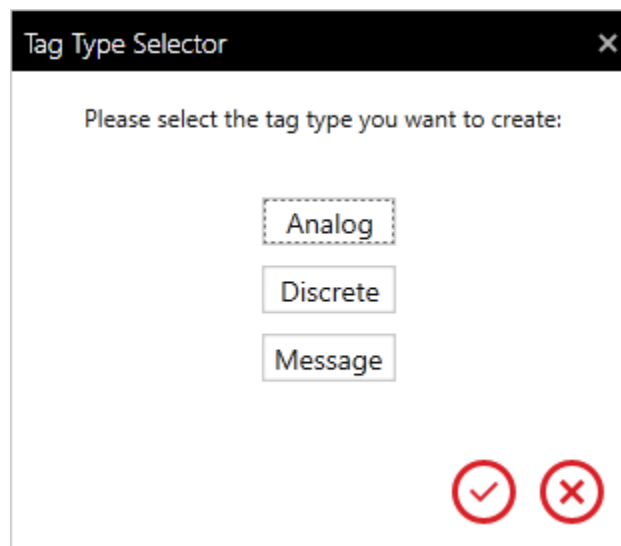 Tag Type Selector
Please select the tag type you want to create:
Analog
Discrete
Message